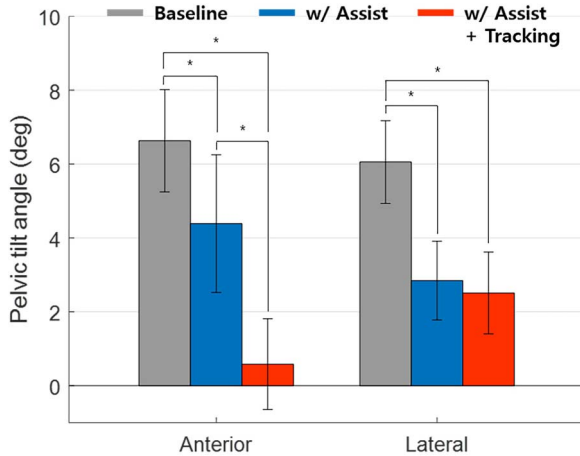 Baseline w/ Assist w/ Assist
+ Tracking
Pelvic tilt angle (deg)
10
8
6
4
2
0
*
*
*
*
*
Anterior Lateral